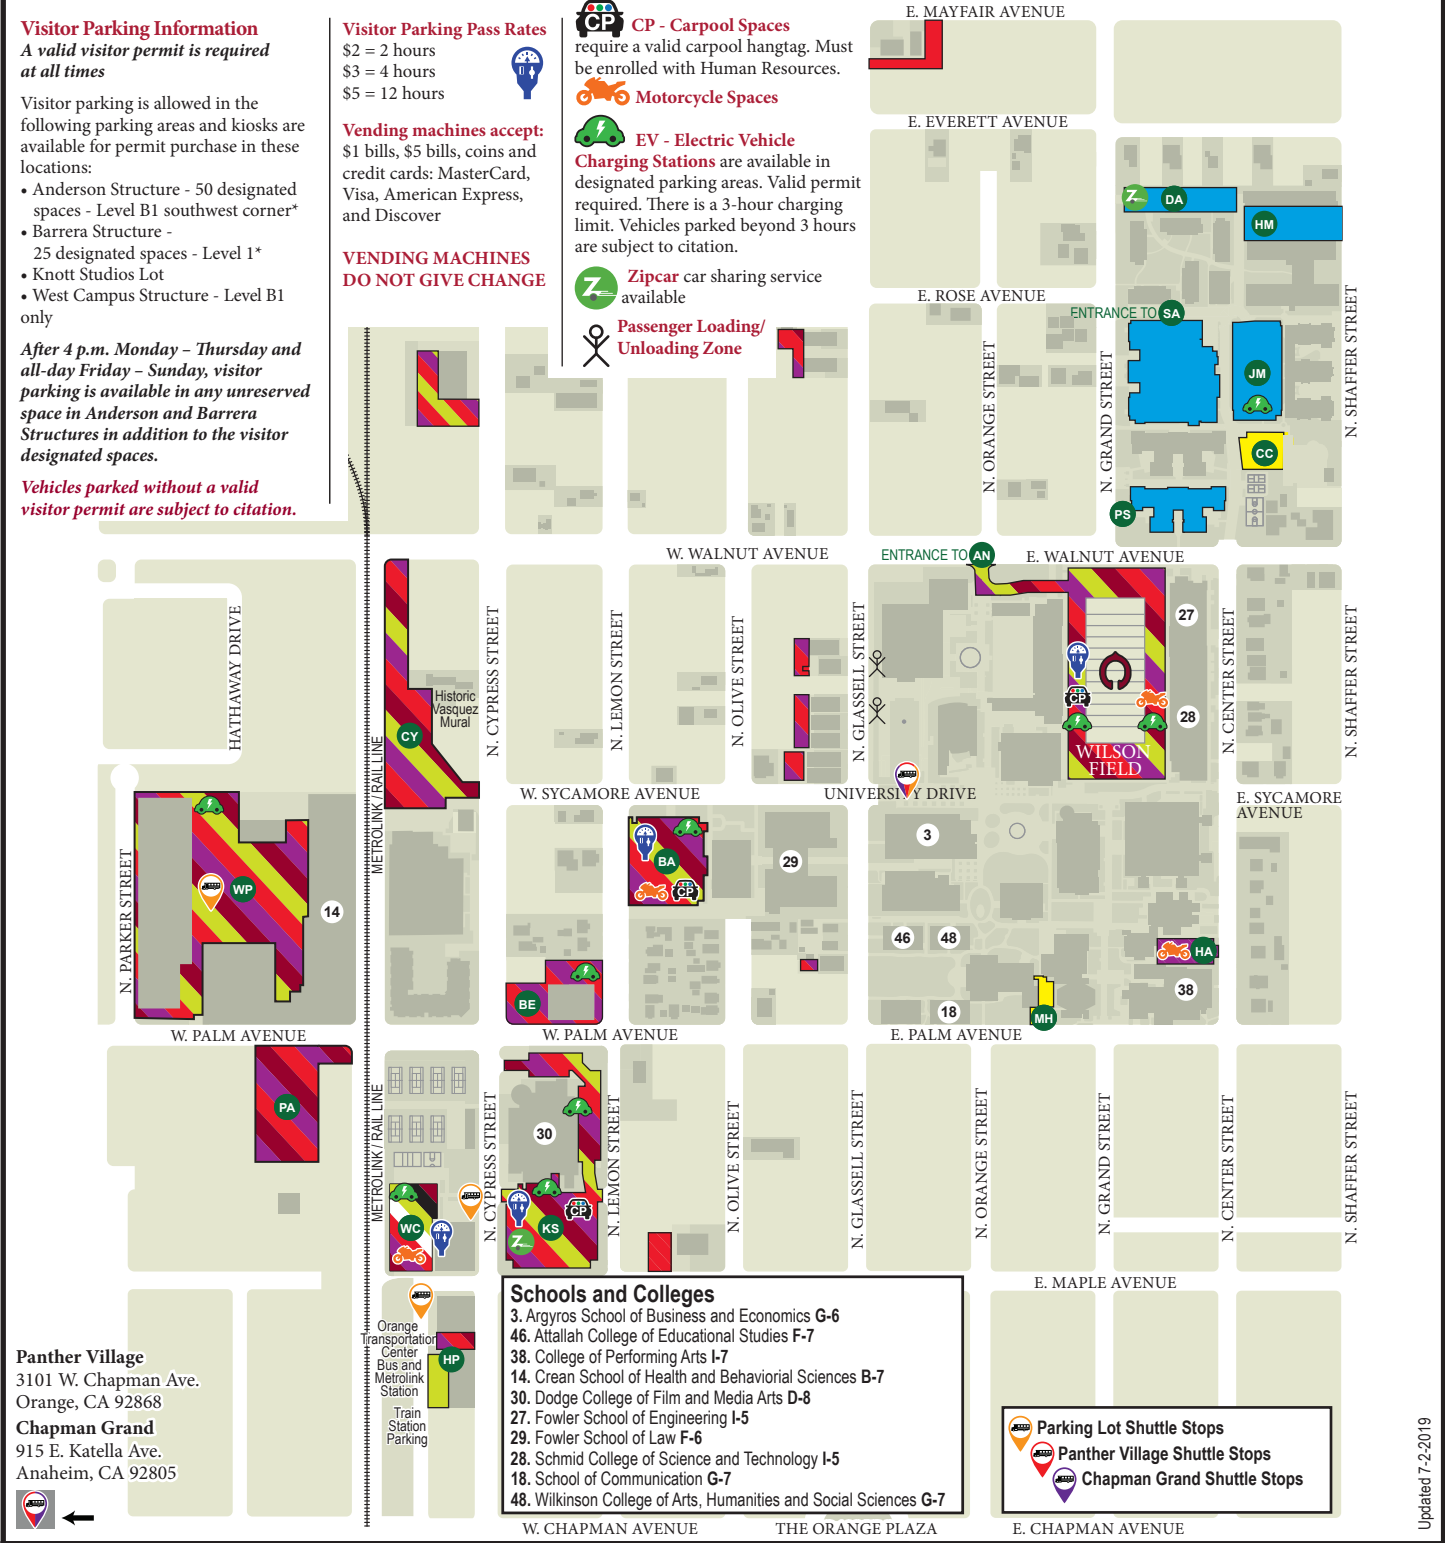 Visitor Parking Information
A valid visitor permit is required
at all times
Visitor parking is allowed in the
following parking areas and kiosks are
available for permit purchase in these
locations:
• Anderson Structure - 50 designated
spaces - Level B1 southwest corner*
• Barrera Structure -
25 designated spaces - Level 1*
• Knott Studios Lot
• West Campus Structure - Level B1
only
After 4 p.m. Monday – Thursday and
all-day Friday – Sunday, visitor
parking is available in any unreserved
space in Anderson and Barrera
Structures in addition to the visitor
designated spaces.
Vehicles parked without a valid
visitor permit are subject to citation.
Visitor Parking Pass Rates
$2 = 2 hours
$3 = 4 hours
$5 = 12 hours
Vending machines accept:
$1 bills, $5 bills, coins and
credit cards: MasterCard,
Visa, American Express,
and Discover
VENDING MACHINES
DO NOT GIVE CHANGE
CP
CP - Carpool Spaces
require a valid carpool hangtag. Must
be enrolled with Human Resources.
Motorcycle Spaces
EV - Electric Vehicle
Charging Stations are available in
designated parking areas. Valid permit
required. There is a 3-hour charging
limit. Vehicles parked beyond 3 hours
are subject to citation.
Z
Zipcar car sharing service
available
Passenger Loading/
Unloading Zone
E. MAYFAIR AVENUE
E. EVERETT AVENUE
Z
DA
HM
E. ROSE AVENUE
ENTRANCE TO SA
JM
CC
PS
N. ORANGE STREET
N. GRAND STREET
N. SHAFFER STREET
W. WALNUT AVENUE
ENTRANCE TO AN
E. WALNUT AVENUE
HATHAWAY DRIVE
N. CYPRESS STREET
N. LEMON STREET
N. OLIVE STREET
N. GLASSELL STREET
N. CENTER STREET
N. SHAFFER STREET
27
28
CP
C
WILSON
FIELD
Historic
Vasquez
Mural
CY
METROLINK / RAIL LINE
W. SYCAMORE AVENUE
UNIVERSITY DRIVE
E. SYCAMORE
AVENUE
N. PARKER STREET
WP
14
BA
CP
29
3
46
48
HA
38
BE
18
MH
W. PALM AVENUE
W. PALM AVENUE
E. PALM AVENUE
PA
METROLINK / RAIL LINE
N. CYPRESS STREET
N. LEMON STREET
N. OLIVE STREET
N. GLASSELL STREET
N. ORANGE STREET
N. GRAND STREET
N. CENTER STREET
N. SHAFFER STREET
30
WC
CP
KS
Z
E. MAPLE AVENUE
Orange
Transportation
Center
Bus and
Metrolink
Station
HP
Train
Station
Parking
Schools and Colleges
3. Argyros School of Business and Economics G-6
46. Attallah College of Educational Studies F-7
38. College of Performing Arts I-7
14. Crean School of Health and Behaviorial Sciences B-7
30. Dodge College of Film and Media Arts D-8
27. Fowler School of Engineering I-5
29. Fowler School of Law F-6
28. Schmid College of Science and Technology I-5
18. School of Communication G-7
48. Wilkinson College of Arts, Humanities and Social Sciences G-7
Parking Lot Shuttle Stops
Panther Village Shuttle Stops
Chapman Grand Shuttle Stops
Panther Village
3101 W. Chapman Ave.
Orange, CA 92868
Chapman Grand
915 E. Katella Ave.
Anaheim, CA 92805
W. CHAPMAN AVENUE
THE ORANGE PLAZA
E. CHAPMAN AVENUE
Updated 7-2-2019